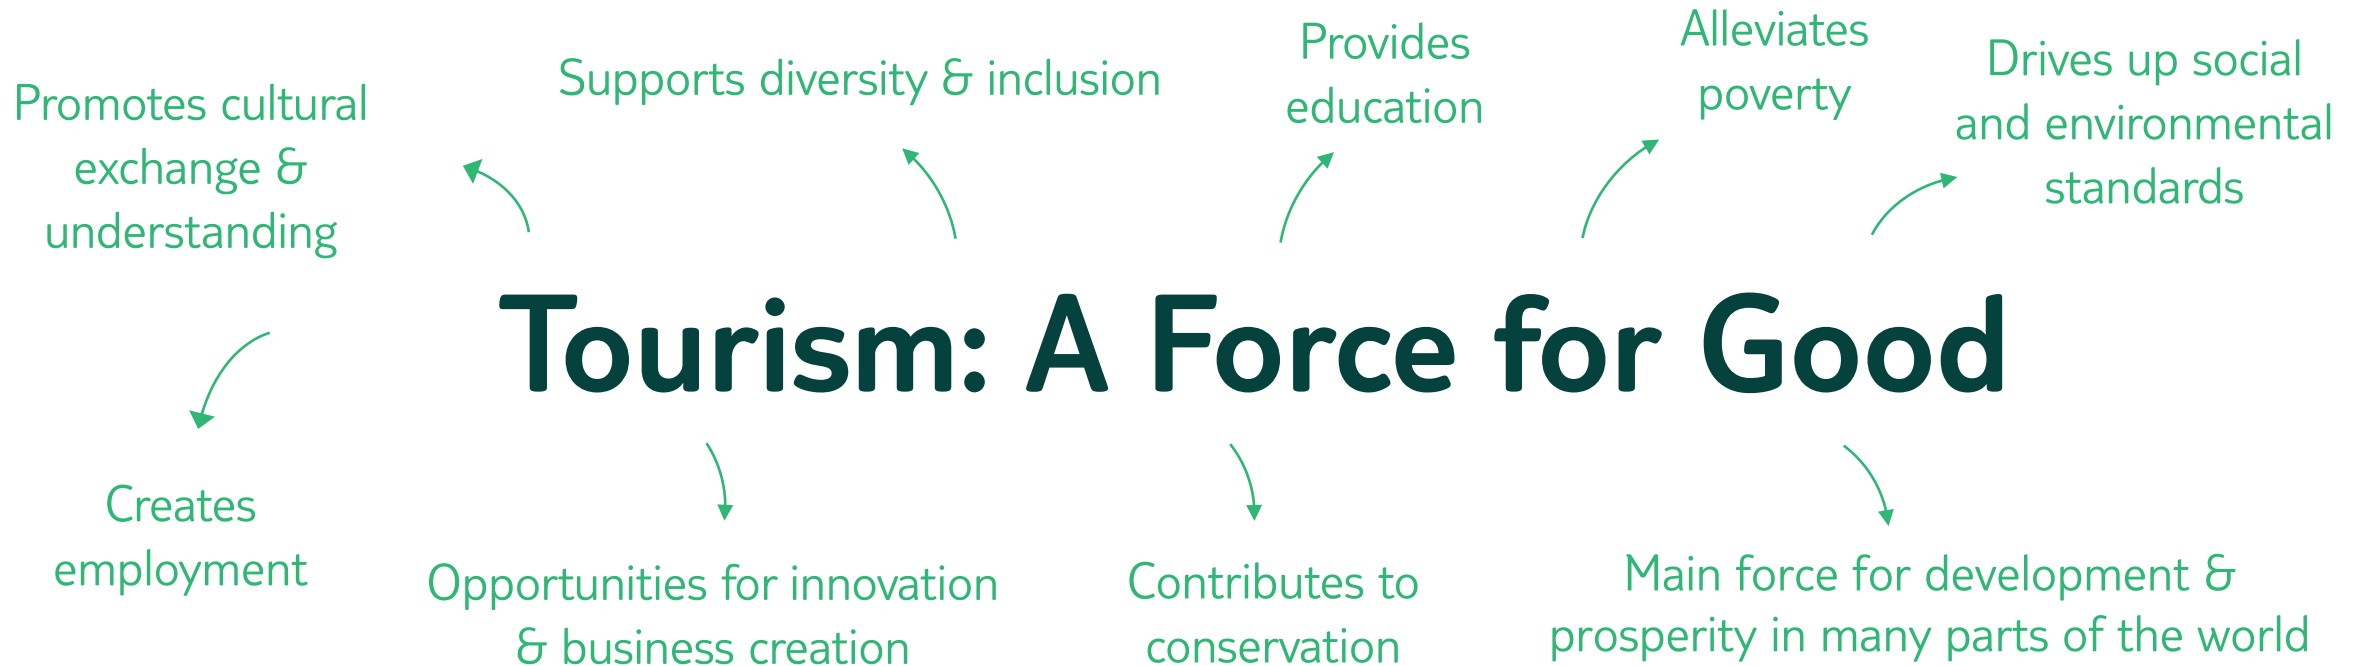 Promotes cultural
exchange &
understanding
Supports diversity & inclusion
Provides
education
Alleviates
poverty
Drives up social
and environmental
standards
Tourism: A Force for Good
Creates
employment
Opportunities for innovation
& business creation
Contributes to
conservation
Main force for development &
prosperity in many parts of the world